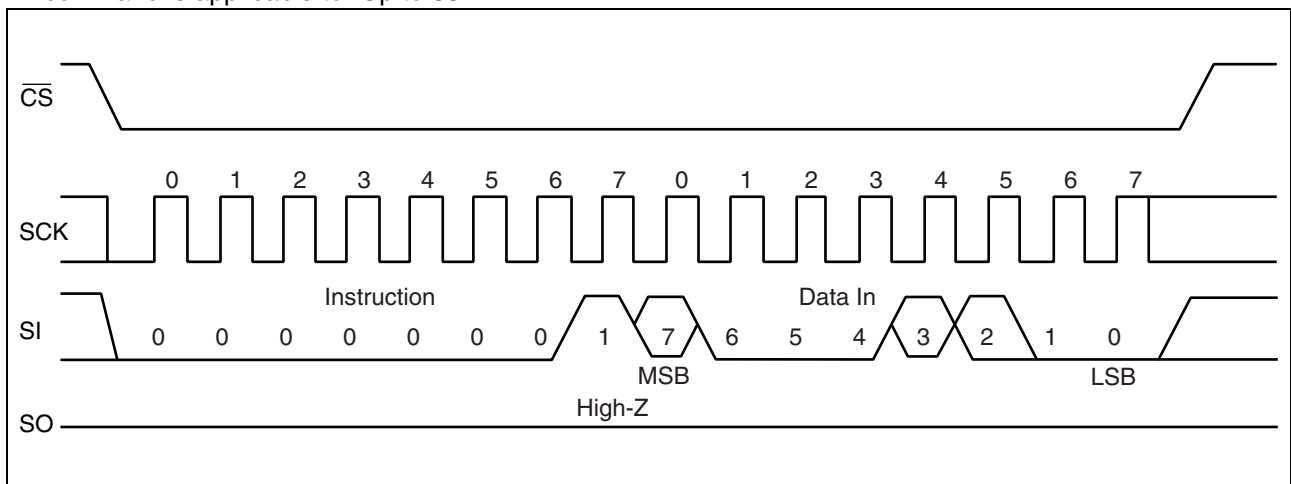 CS
0 1 2 3 4 5 6 7 0 1 2 3 4 5 6 7
SCK
Instruction Data In
SI
0 0 0 0 0 0 0 1 7 6 5 4 3 2 1 0
MSB LSB
High-Z
SO